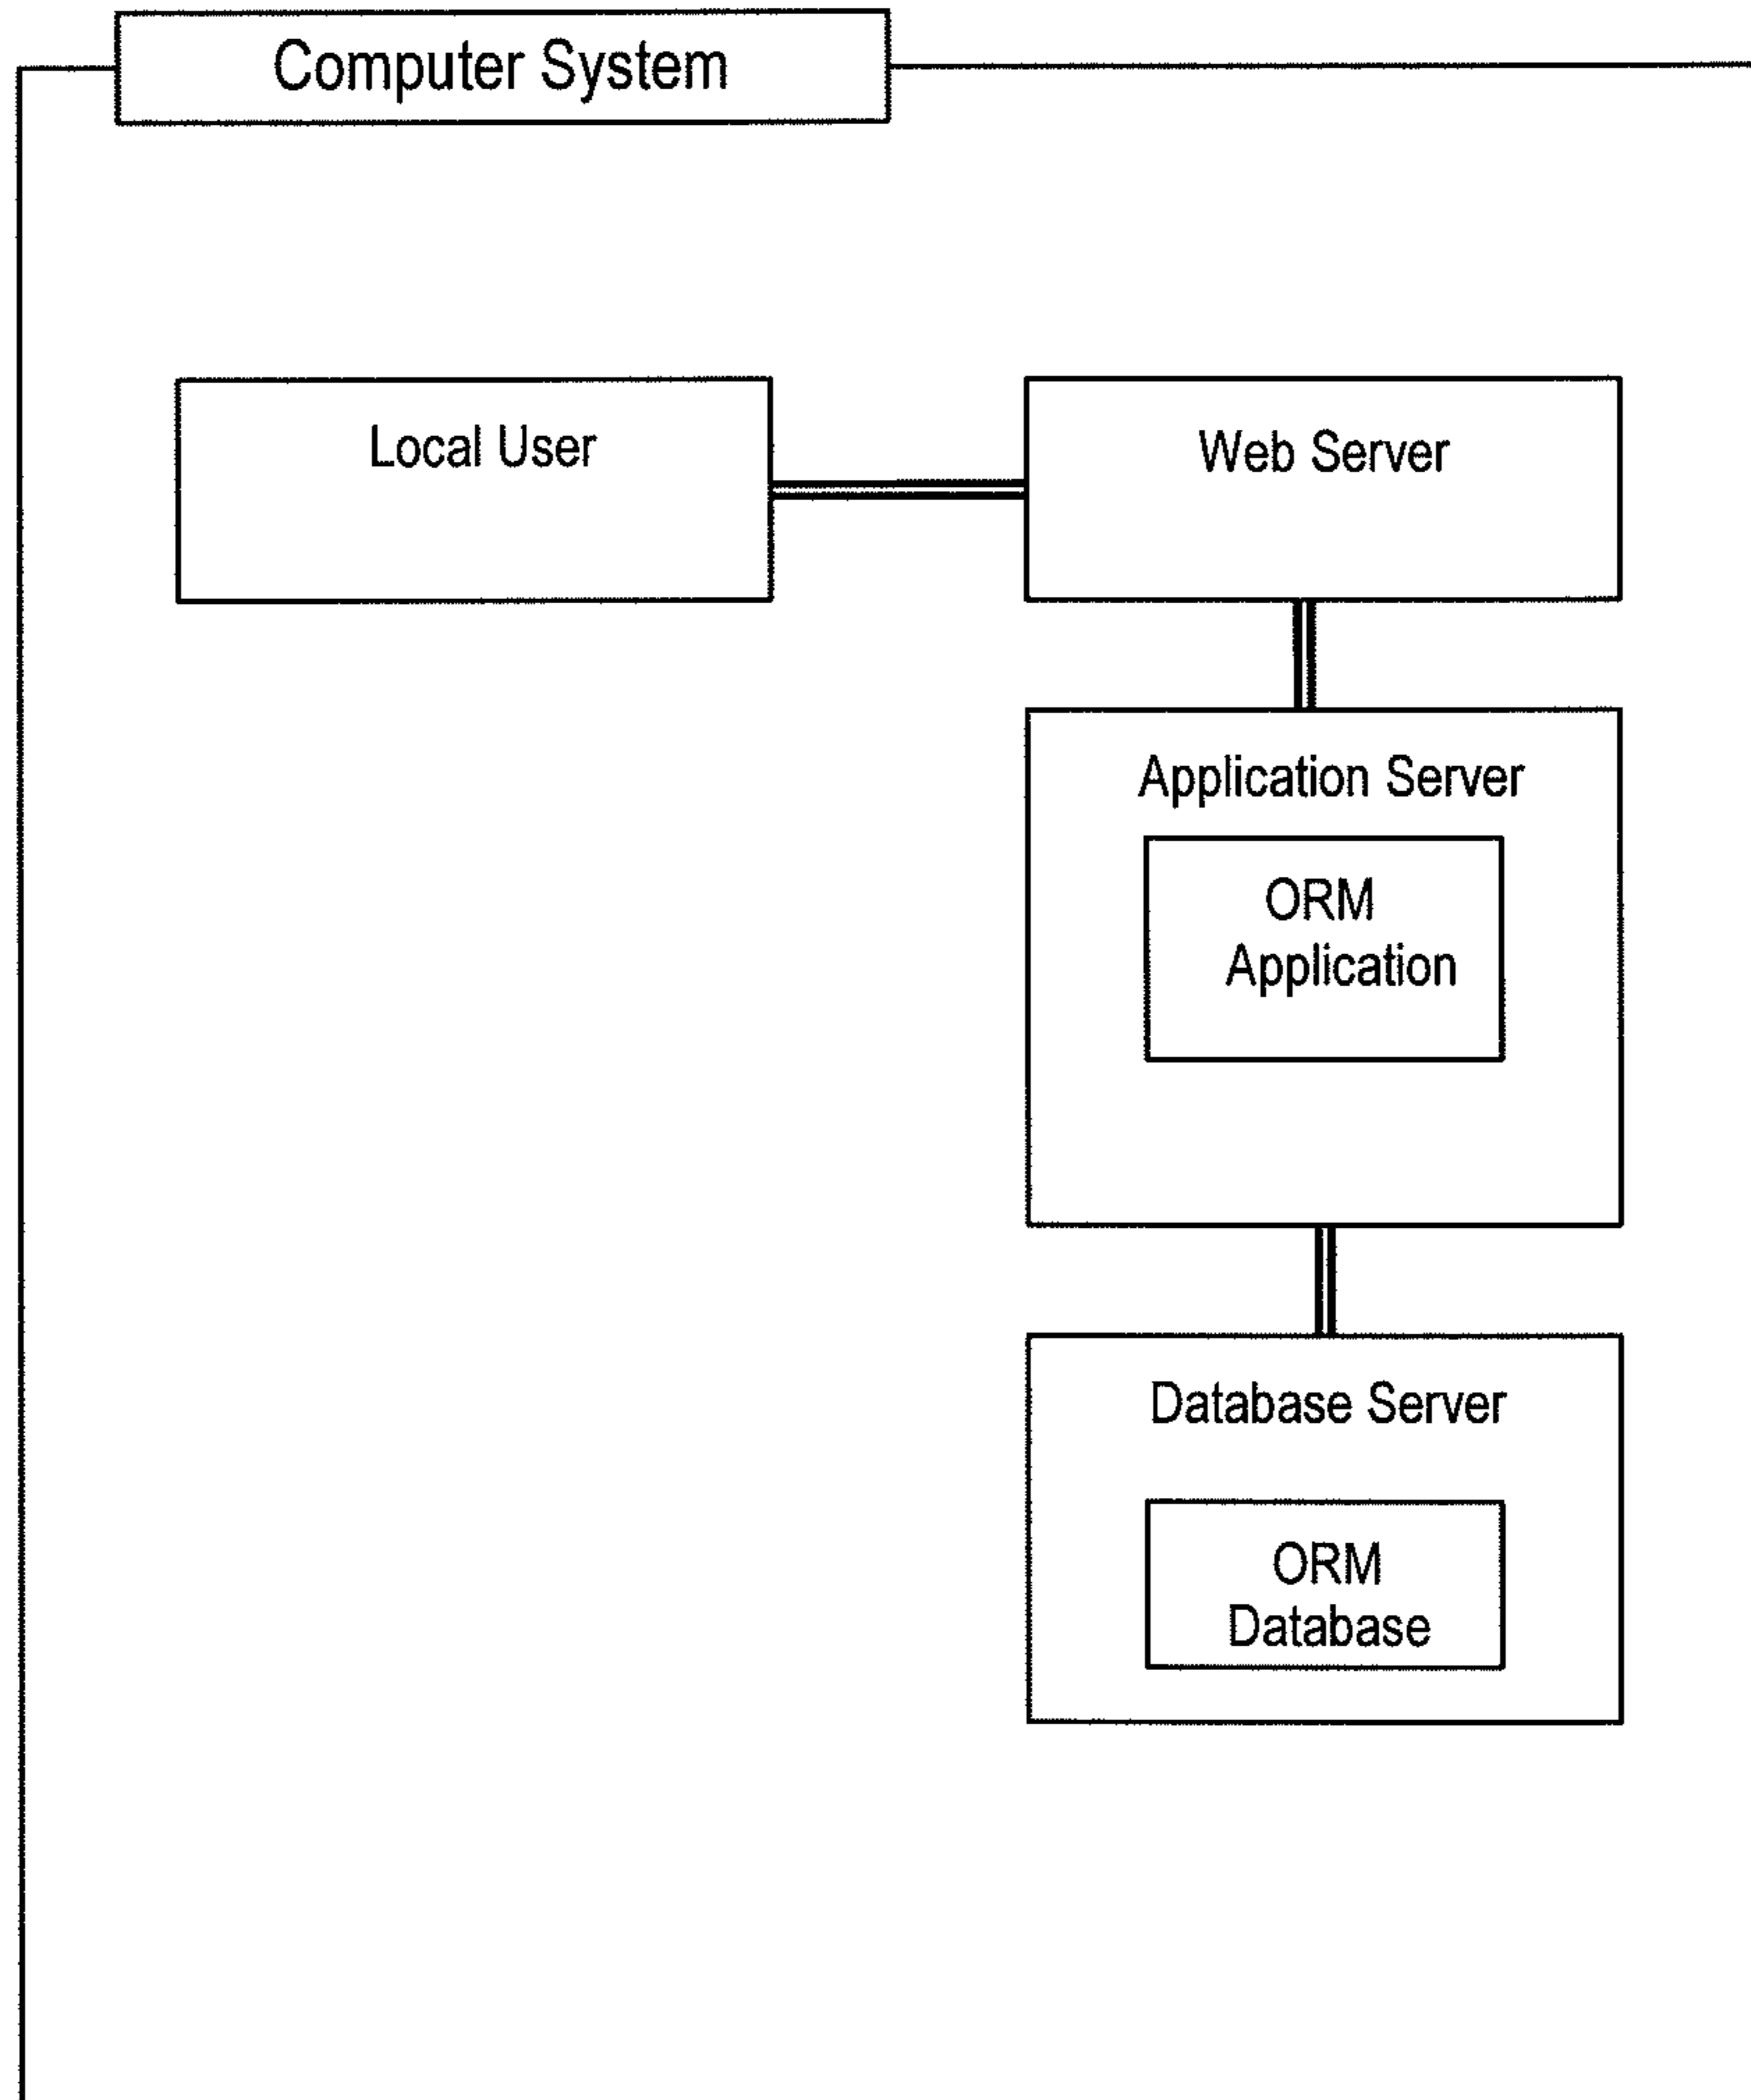 Computer System
Local User
Web Server
Application Server
ORM
Application
Database Server
ORM
Database